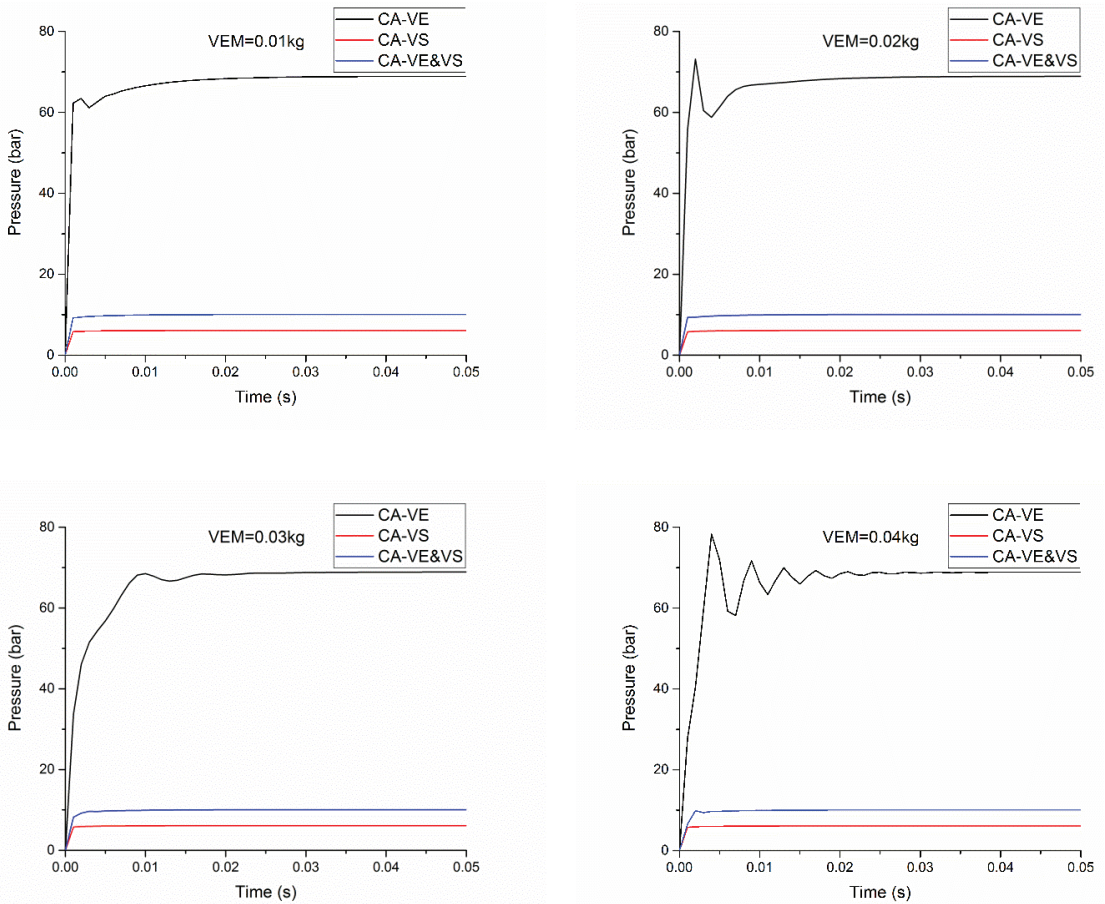 CA-VE
CA-VS
CA-VE&VS
VEM=0.01kg
Pressure (bar)
80
60
40
20
0
0.00 0.01 0.02 0.03 0.04 0.05
Time (s)
CA-VE
CA-VS
CA-VE&VS
VEM=0.02kg
Pressure (bar)
80
60
40
20
0
0.00 0.01 0.02 0.03 0.04 0.05
Time (s)
CA-VE
CA-VS
CA-VE&VS
VEM=0.03kg
Pressure (bar)
80
60
40
20
0
0.00 0.01 0.02 0.03 0.04 0.05
Time (s)
CA-VE
CA-VS
CA-VE&VS
VEM=0.04kg
Pressure (bar)
80
60
40
20
0
0.00 0.01 0.02 0.03 0.04 0.05
Time (s)